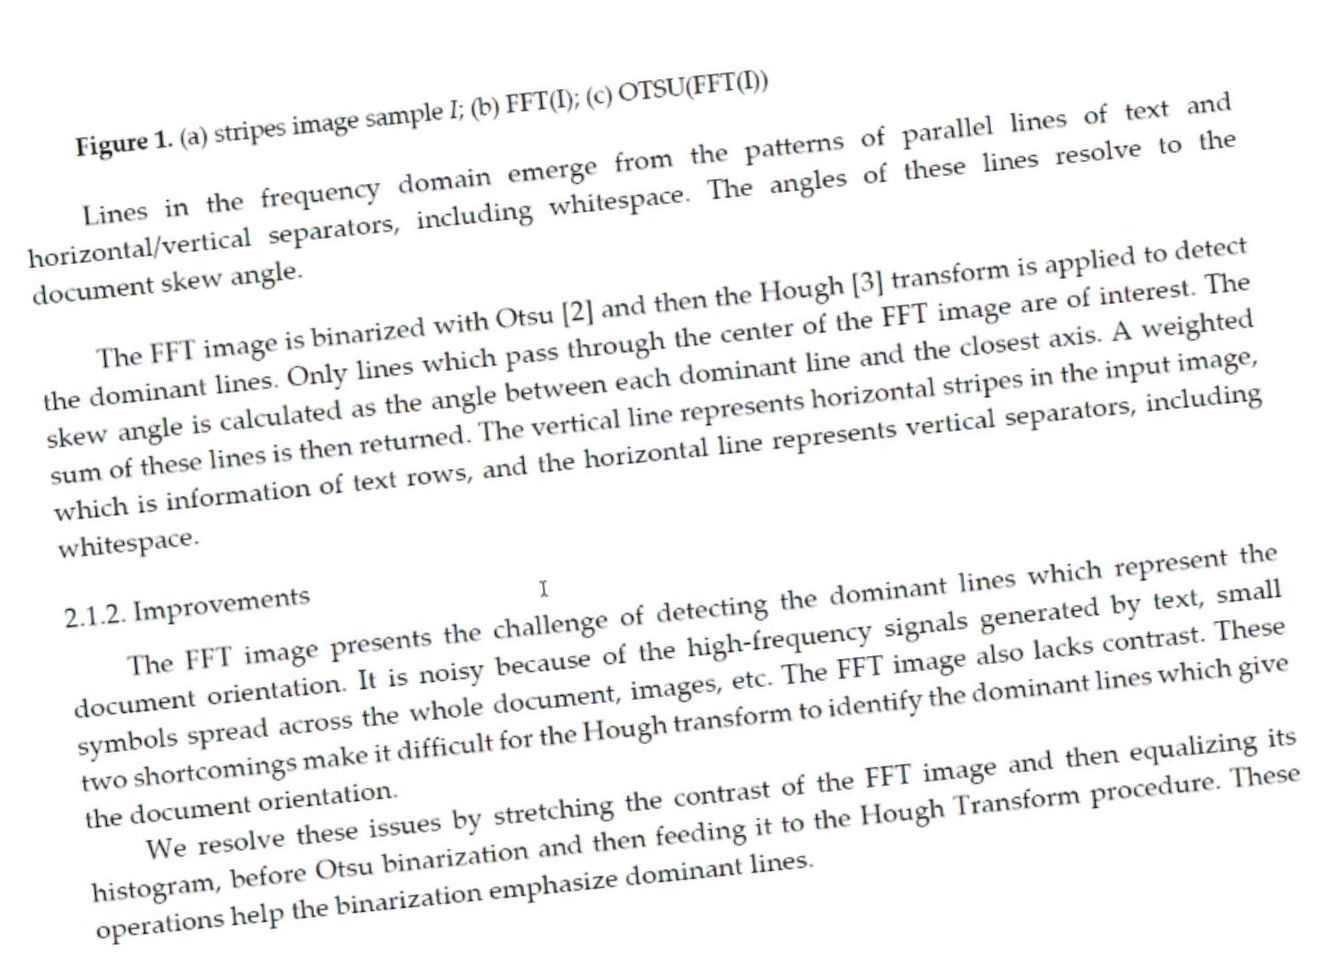 Figure 1. (a) stripes image sample I; (b) FFT(I); (c) OTSU(FFT(I))
Lines in the frequency domain emerge from the patterns of parallel lines of text and
horizontal/vertical separators, including whitespace. The angles of these lines resolve to the
document skew angle.
The FFT image is binarized with Otsu [2] and then the Hough [3] transform is applied to detect
the dominant lines. Only lines which pass through the center of the FFT image are of interest. The
skew angle is calculated as the angle between each dominant line and the closest axis. A weighted
sum of these lines is then returned. The vertical line represents horizontal stripes in the input image,
which is information of text rows, and the horizontal line represents vertical separators, including
whitespace.
2.1.2. Improvements
The FFT image presents the challenge of detecting the dominant lines which represent the
document orientation. It is noisy because of the high-frequency signals generated by text, small
symbols spread across the whole document, images, etc. The FFT image also lacks contrast. These
two shortcomings make it difficult for the Hough transform to identify the dominant lines which give
the document orientation.
We resolve these issues by stretching the contrast of the FFT image and then equalizing its
histogram, before Otsu binarization and then feeding it to the Hough Transform procedure. These
operations help the binarization emphasize dominant lines.